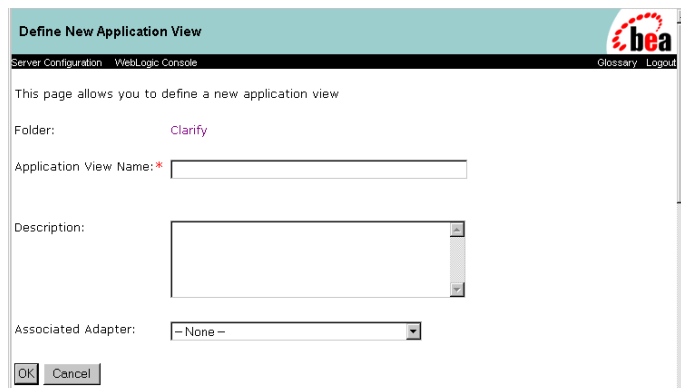 Define New Application View
bea
Server Configuration WebLogic Console Glossary Logout
This page allows you to define a new application view
Folder: Clarify
Application View Name:*
Description:
Associated Adapter: – None –
OK Cancel